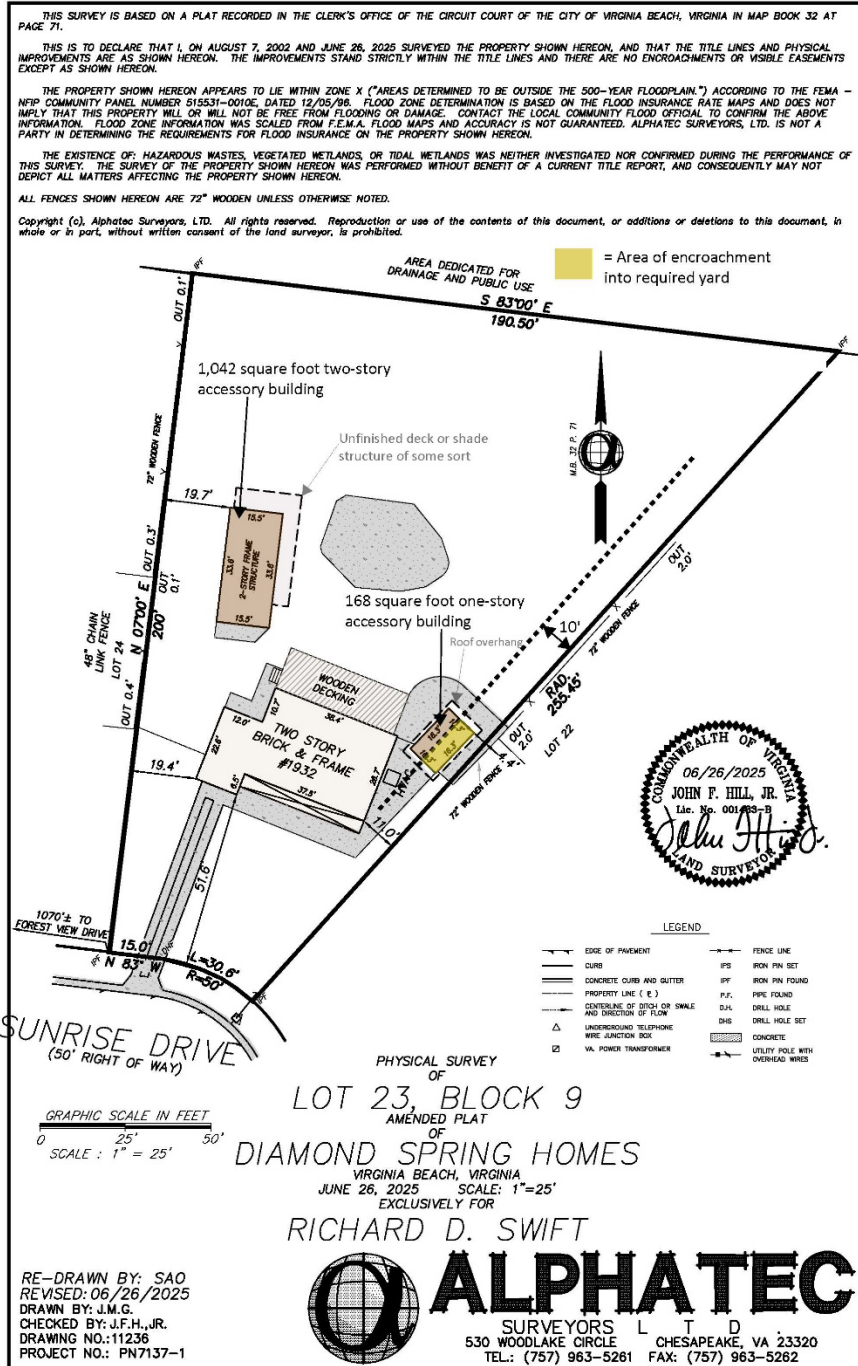 THIS SURVEY IS BASED ON A PLAT RECORDED IN THE CLERK'S OFFICE OF THE CIRCUIT COURT OF THE CITY OF VIRGINIA BEACH, VIRGINIA IN MAP BOOK 32 AT
PAGE 71.
THIS IS TO DECLARE THAT I, ON AUGUST 7, 2002 AND JUNE 26, 2025 SURVEYED THE PROPERTY SHOWN HEREON, AND THAT THE TITLE LINES AND PHYSICAL
IMPROVEMENTS ARE AS SHOWN HEREON. THE IMPROVEMENTS STAND STRICTLY WITHIN THE TITLE LINES AND THERE ARE NO ENCROACHMENTS OR VISIBLE EASEMENTS
EXCEPT AS SHOWN HEREON.
THE PROPERTY SHOWN HEREON APPEARS TO LIE WITHIN ZONE X ("AREAS DETERMINED TO BE OUTSIDE THE 500-YEAR FLOODPLAIN.") ACCORDING TO THE FEMA -
NFIP COMMUNITY PANEL NUMBER 515531-0010E, DATED 12/05/96. FLOOD ZONE DETERMINATION IS BASED ON THE FLOOD INSURANCE RATE MAPS AND DOES NOT
IMPLY THAT THIS PROPERTY WILL OR WILL NOT BE FREE FROM FLOODING OR DAMAGE. CONTACT THE LOCAL COMMUNITY FLOOD OFFICIAL TO CONFIRM THE ABOVE
INFORMATION. FLOOD ZONE INFORMATION WAS SCALED FROM F.E.M.A. FLOOD MAPS AND ACCURACY IS NOT GUARANTEED. ALPHATEC SURVEYORS, LTD. IS NOT A
PARTY IN DETERMINING THE REQUIREMENTS FOR FLOOD INSURANCE ON THE PROPERTY SHOWN HEREON.
THE EXISTENCE OF: HAZARDOUS WASTES, VEGETATED WETLANDS, OR TIDAL WETLANDS WAS NEITHER INVESTIGATED NOR CONFIRMED DURING THE PERFORMANCE OF
THIS SURVEY. THE SURVEY OF THE PROPERTY SHOWN HEREON WAS PERFORMED WITHOUT BENEFIT OF A CURRENT TITLE REPORT, AND CONSEQUENTLY MAY NOT
DEPICT ALL MATTERS AFFECTING THE PROPERTY SHOWN HEREON.
ALL FENCES SHOWN HEREON ARE 72" WOODEN UNLESS OTHERWISE NOTED.
Copyright (c), Alphatec Surveyors, LTD. All rights reserved. Reproduction or use of the contents of this document, or additions or deletions to this document, in
whole or in part, without written consent of the land surveyor, is prohibited.
= Area of encroachment
into required yard
AREA DEDICATED FOR
DRAINAGE AND PUBLIC USE
S 83°00' E
190.50'
IPF
IPF
OUT 0.1'
1,042 square foot two-story
accessory building
Unfinished deck or shade
structure of some sort
M.B. 32 P. 71
72" WOODEN FENCE
19.7'
15.5'
33.6'
2-STORY FRAME
STRUCTURE
33.6'
15.5'
OUT 0.3'
OUT
0.1'
N 07°00' E
200'
48" CHAIN
LINK FENCE
LOT 24
OUT 0.4'
168 square foot one-story
accessory building
Roof overhang
10'
OUT
2.0'
72" WOODEN FENCE
RAD.
255.45'
OUT
2.0'
LOT 22
4'
72" WOODEN FENCE
16.3'
16.3'
WOODEN
DECKING
12.0'
10.7'
38.4'
22.6'
TWO STORY
BRICK & FRAME
#1932
26.7'
6.5'
37.5'
19.4'
11.0'
51.6'
COMMONWEALTH OF VIRGINIA
06/26/2025
JOHN F. HILL, JR.
Lic. No. 001483-B
LAND SURVEYOR
1070'± TO
FOREST VIEW DRIVE
15.0'
IPF
N 83° W
DHF
L=30.6'
R=50'
SUNRISE DRIVE
(50' RIGHT OF WAY)
LEGEND
EDGE OF PAVEMENT
CURB
CONCRETE CURB AND GUTTER
PROPERTY LINE ( P )
CENTERLINE OF DITCH OR SWALE
AND DIRECTION OF FLOW
UNDERGROUND TELEPHONE
WIRE JUNCTION BOX
VA. POWER TRANSFORMER
FENCE LINE
IPS IRON PIN SET
IPF IRON PIN FOUND
P.F. PIPE FOUND
D.H. DRILL HOLE
DHS DRILL HOLE SET
CONCRETE
UTILITY POLE WITH
OVERHEAD WIRES
GRAPHIC SCALE IN FEET
0 25' 50'
SCALE : 1" = 25'
PHYSICAL SURVEY
OF
LOT 23, BLOCK 9
AMENDED PLAT
OF
DIAMOND SPRING HOMES
VIRGINIA BEACH, VIRGINIA
JUNE 26, 2025 SCALE: 1"=25'
EXCLUSIVELY FOR
RICHARD D. SWIFT
RE-DRAWN BY: SAO
REVISED: 06/26/2025
DRAWN BY: J.M.G.
CHECKED BY: J.F.H.,JR.
DRAWING NO.:11236
PROJECT NO.: PN7137-1
ALPHATEC
SURVEYORS L T D .
530 WOODLAKE CIRCLE CHESAPEAKE, VA 23320
TEL.: (757) 963-5261 FAX: (757) 963-5262